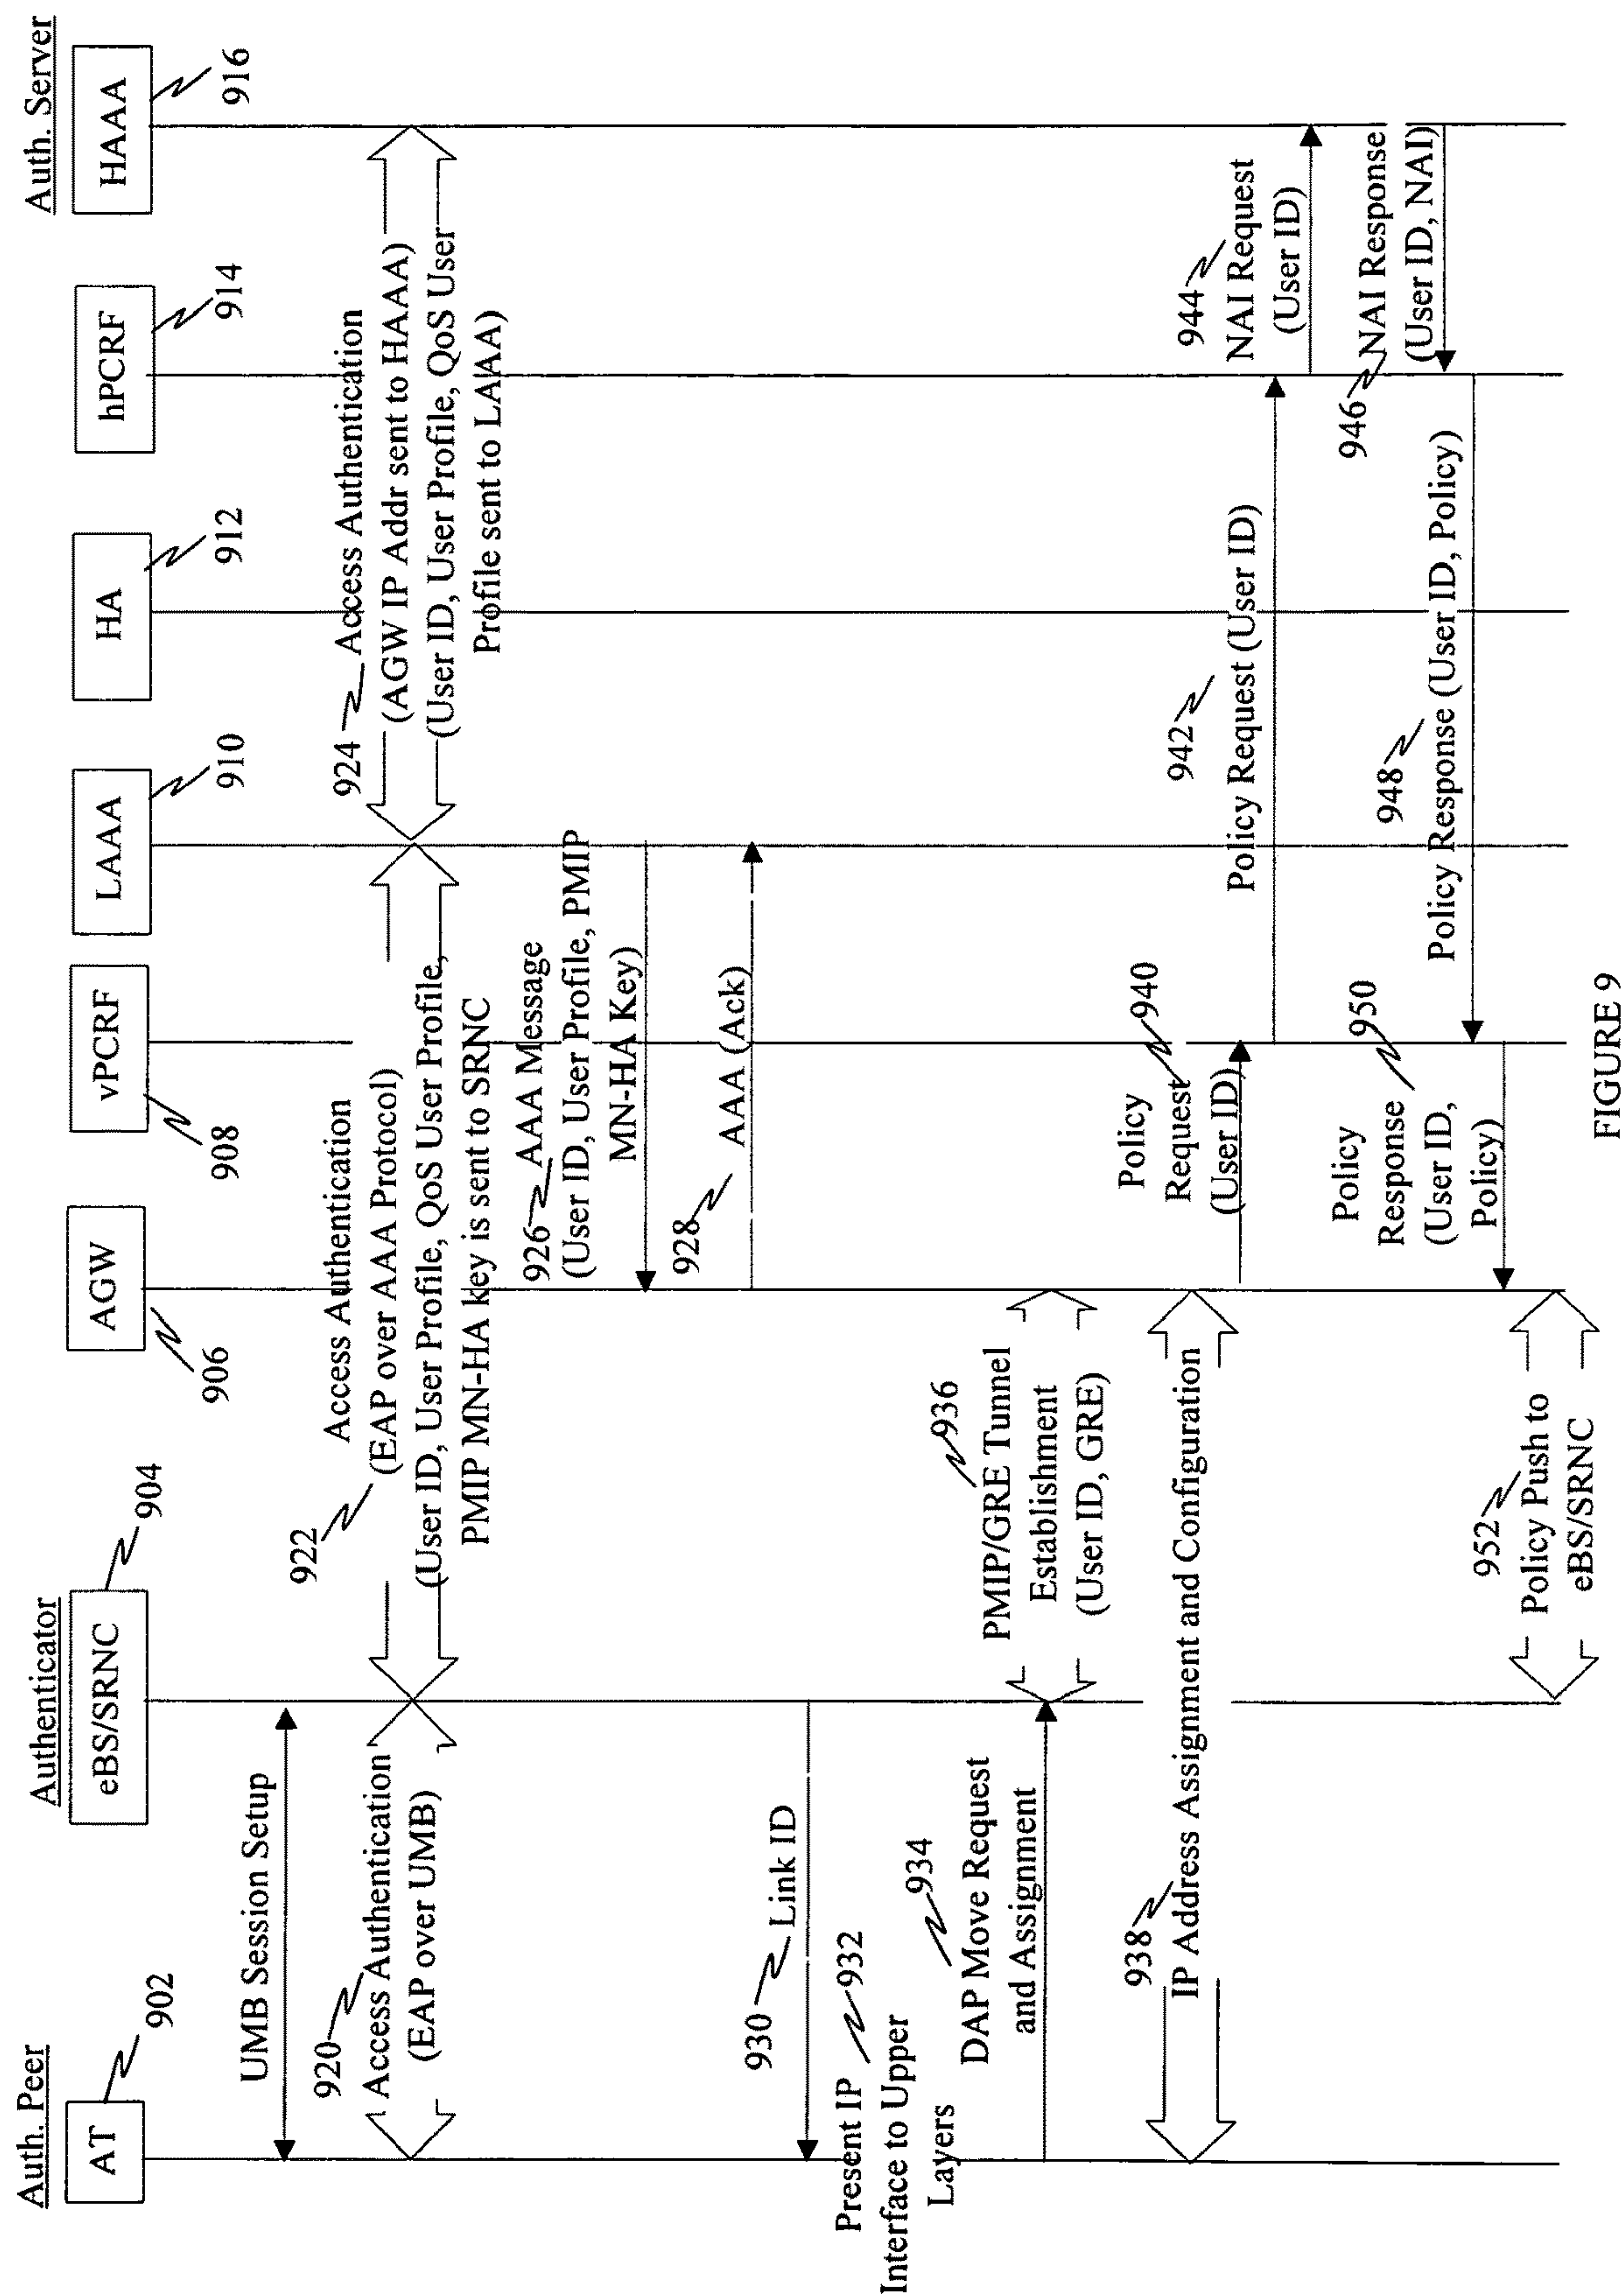 Auth. Peer
Authenticator
Auth. Server
AT
eBS/SRNC
AGW
vPCRF
LAAA
HA
hPCRF
HAAA
902
904
906
908
910
912
914
916
UMB Session Setup
920
Access Authentication
(EAP over UMB)
922
Access Authentication
(EAP over AAA Protocol)
(User ID, User Profile, QoS User Profile,
PMIP MN-HA key is sent to SRNC
924
Access Authentication
(AGW IP Addr sent to HAAA)
(User ID, User Profile, QoS User
Profile sent to LAAA)
926
AAA Message
(User ID, User Profile, PMIP
MN-HA Key)
928
AAA (Ack)
930
Link ID
Present IP
932
Interface to Upper
Layers
934
DAP Move Request
and Assignment
936
PMIP/GRE Tunnel
Establishment
(User ID, GRE)
938
IP Address Assignment and Configuration
Policy
940
Request
(User ID)
942
Policy Request (User ID)
944
NAI Request
(User ID)
946
NAI Response
(User ID, NAI)
948
Policy Response (User ID, Policy)
Policy
950
Response
(User ID,
Policy)
952
Policy Push to
eBS/SRNC
FIGURE 9